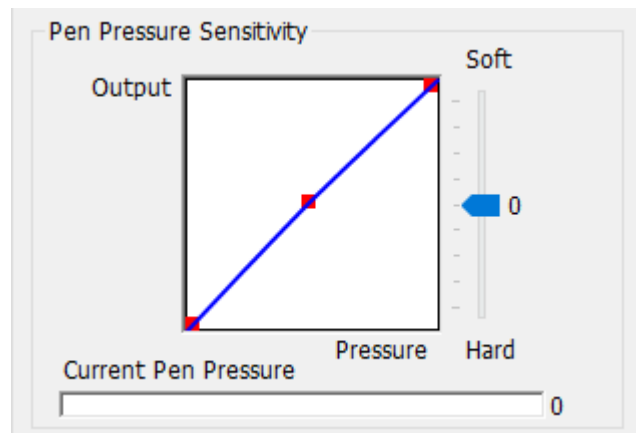 Pen Pressure Sensitivity
Soft
Output
0
Pressure
Hard
Current Pen Pressure
0